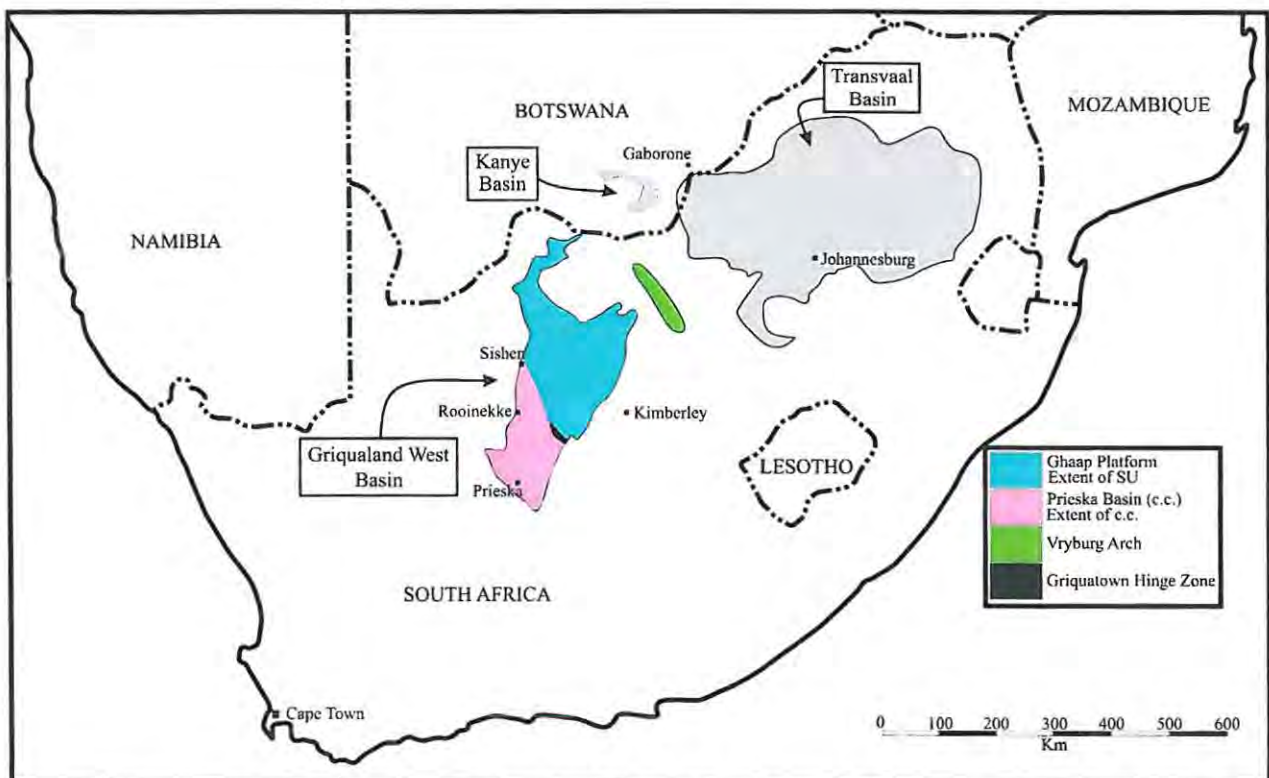 Transvaal
Basin
MOZAMBIQUE
BOTSWANA
Gaborone
Kanye
Basin
NAMIBIA
Johannesburg
Sishen
Rooinekke
Kimberley
Griqualand West
Basin
LESOTHO
Prieska
Ghaap Platform
Extent of SU
Prieska Basin (c.c.)
Extent of c.c.
Vryburg Arch
Griquatown Hinge Zone
SOUTH AFRICA
Cape Town
0 100 200 300 400 500 600
Km